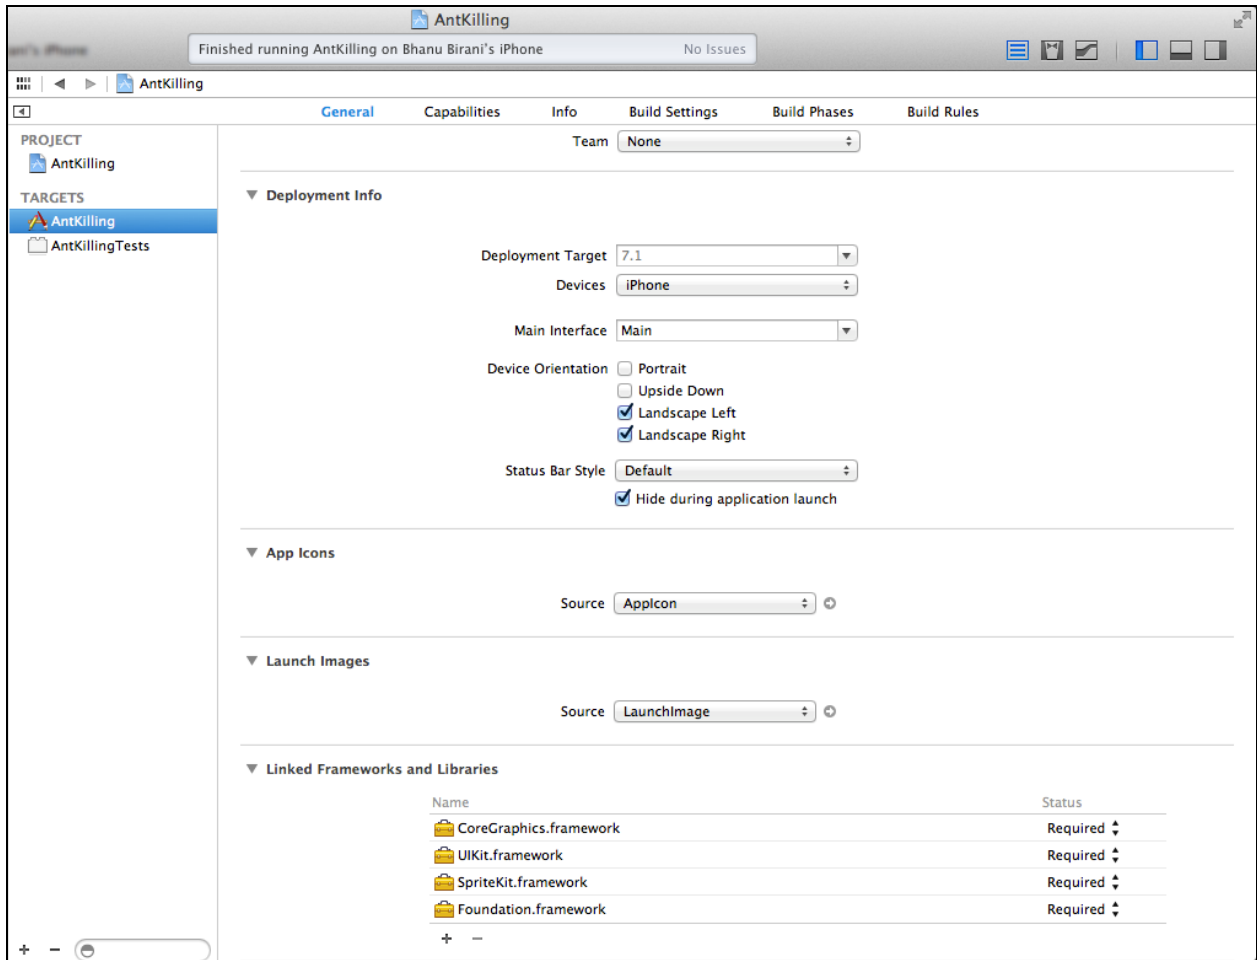 AntKilling
Finished running AntKilling on Bhanu Birani's iPhone No Issues
AntKilling
General Capabilities Info Build Settings Build Phases Build Rules
PROJECT
AntKilling
TARGETS
AntKilling
AntKillingTests
Team None
Deployment Info
Deployment Target 7.1
Devices iPhone
Main Interface Main
Device Orientation Portrait
Upside Down
Landscape Left
Landscape Right
Status Bar Style Default
Hide during application launch
App Icons
Source AppIcon
Launch Images
Source LaunchImage
Linked Frameworks and Libraries
Name Status
CoreGraphics.framework Required
UIKit.framework Required
SpriteKit.framework Required
Foundation.framework Required